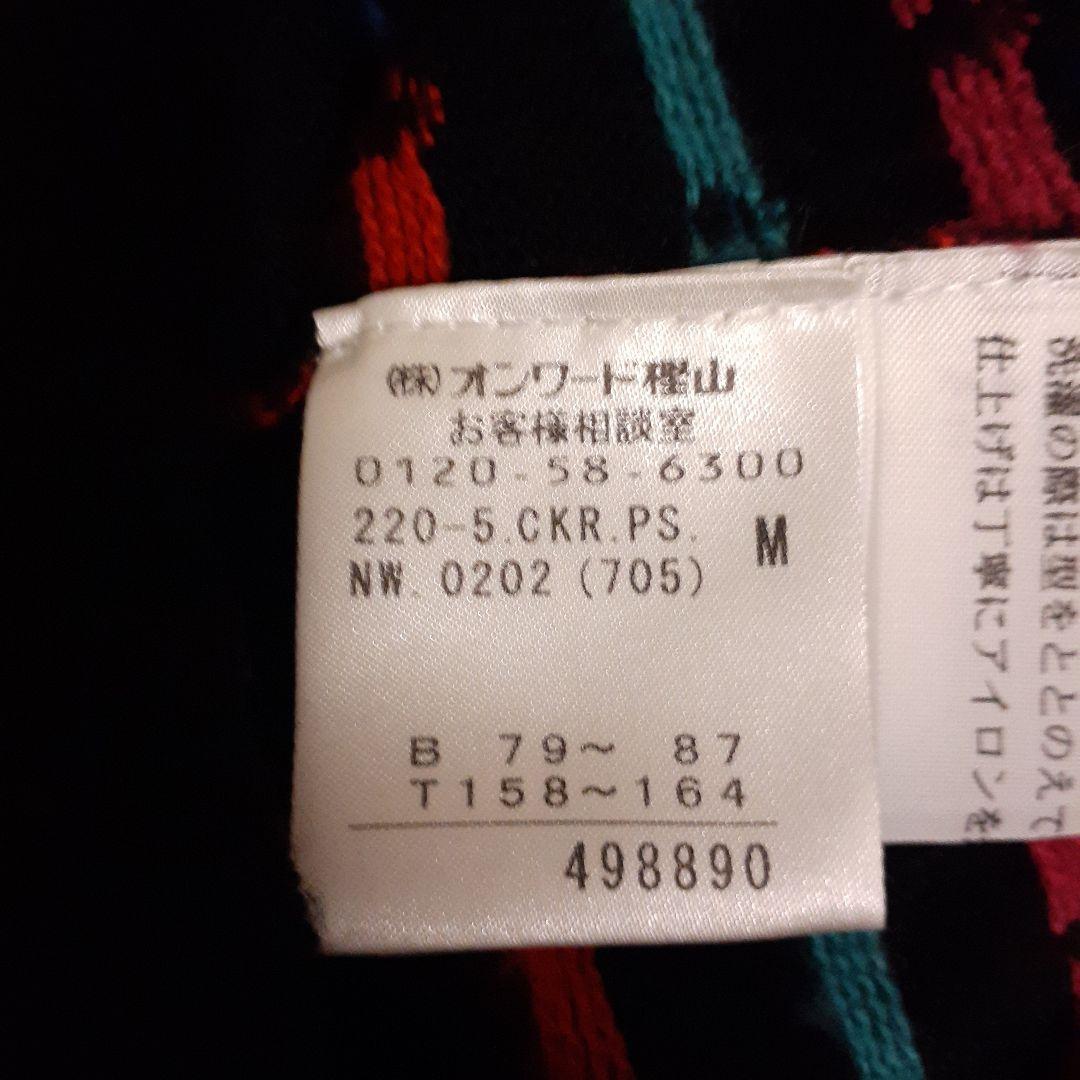 (株)オンワード樫山
お客様相談室
0120-58-6300
220-5.CKR.PS.
M
NW. 0202 (705)
B 79~ 87
T158~164
498890
洗濯の際は型をととのえて
仕上げは丁寧にアイロンを